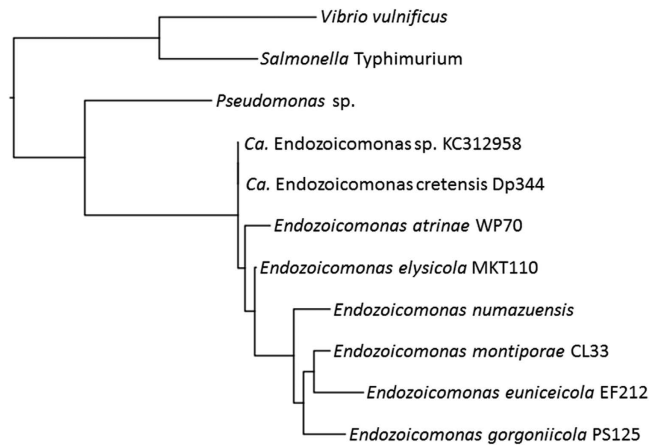 Vibrio vulnificus
Salmonella Typhimurium
Pseudomonas sp.
Ca. Endozoicomonas sp. KC312958
Ca. Endozoicomonas cretensis Dp344
Endozoicomonas atrinae WP70
Endozoicomonas elysicola MKT110
Endozoicomonas numazuensis
Endozoicomonas montiporae CL33
Endozoicomonas euniceicola EF212
Endozoicomonas gorgoniicola PS125